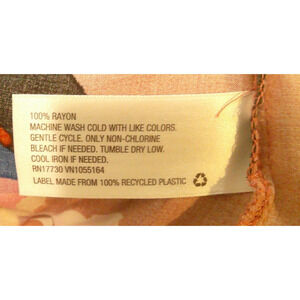 100% RAYON
MACHINE WASH COLD WITH LIKE COLORS.
GENTLE CYCLE. ONLY NON-CHLORINE
BLEACH IF NEEDED. TUMBLE DRY LOW.
COOL IRON IF NEEDED.
RN17730 VN1055164
LABEL MADE FROM 100% RECYCLED PLASTIC